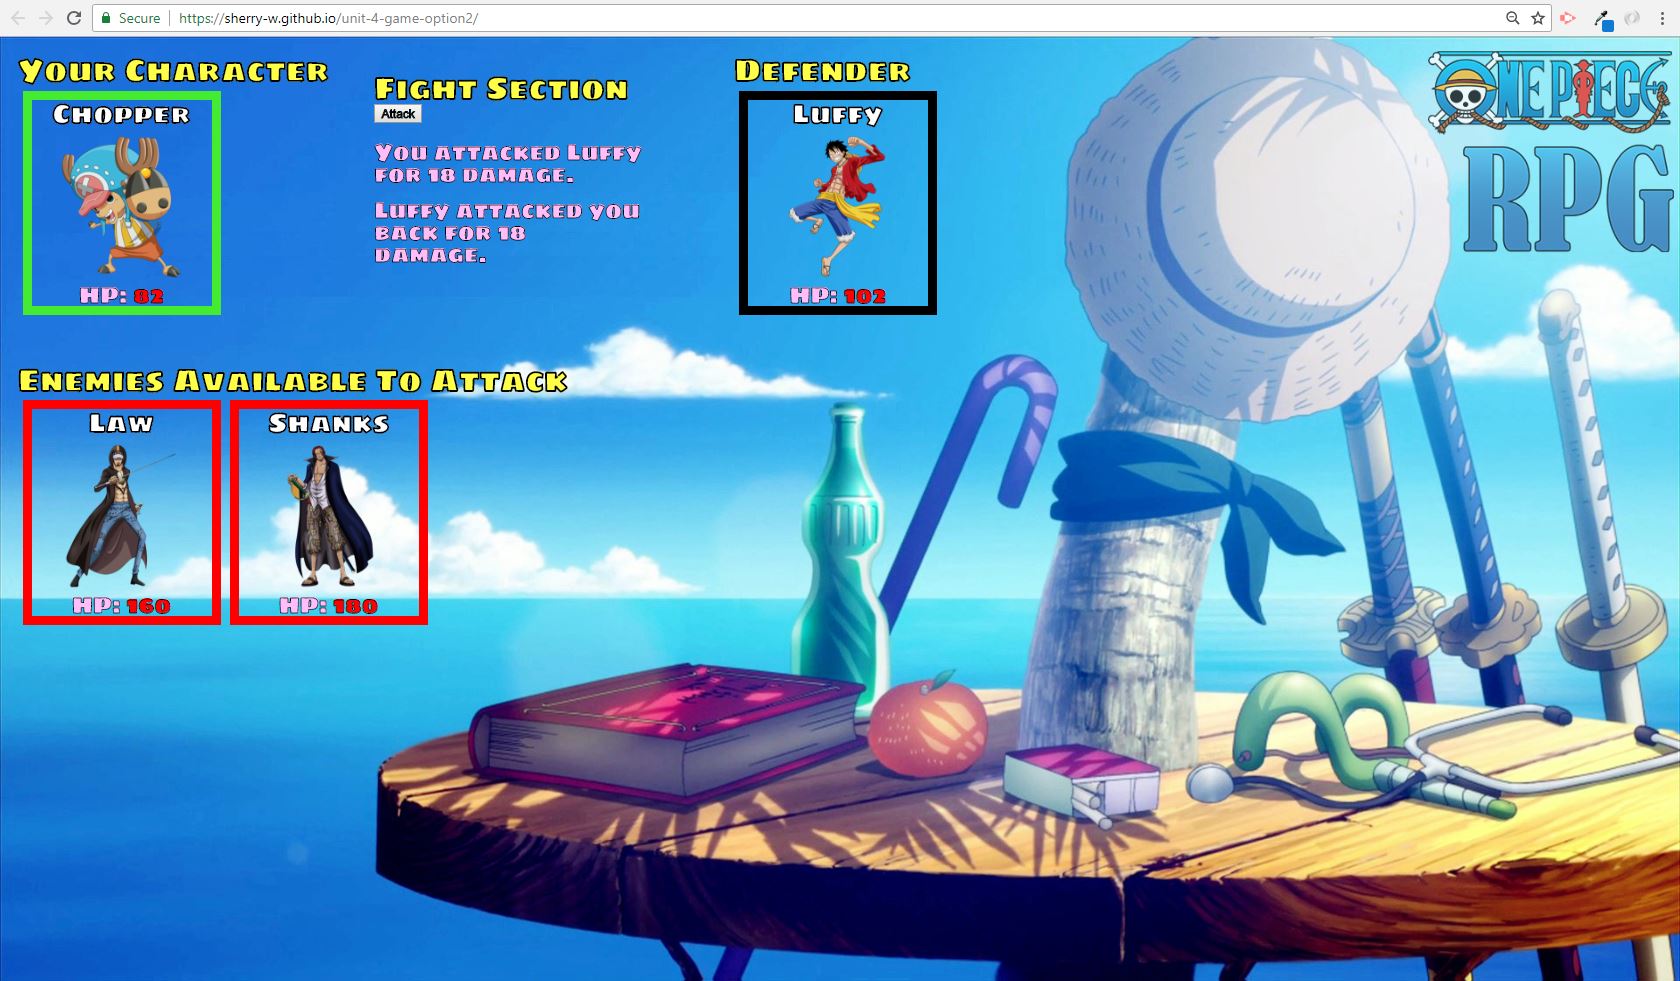 Secure
https://sherry-w.github.io/unit-4-game-option2/
Your Character
Chopper
HP: 82
Fight Section
Attack
You attacked Luffy
for 18 damage.
Luffy attacked you
back for 18
damage.
Defender
Luffy
HP: 102
ONE PIECE
RPG
Enemies Available To Attack
Law
HP: 160
Shanks
HP: 180